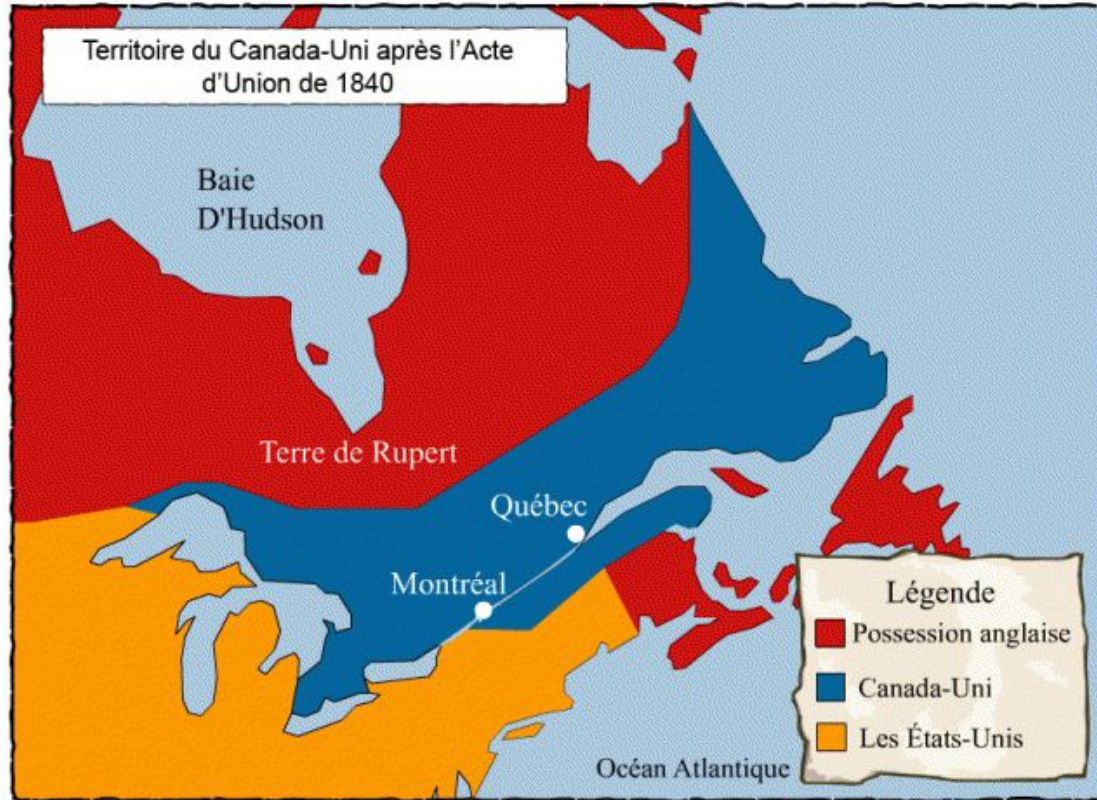 Territoire du Canada-Uni après l'Acte
d'Union de 1840
Baie
D'Hudson
Terre de Rupert
Québec
Montréal
Légende
Possession anglaise
Canada-Uni
Les États-Unis
Océan Atlantique